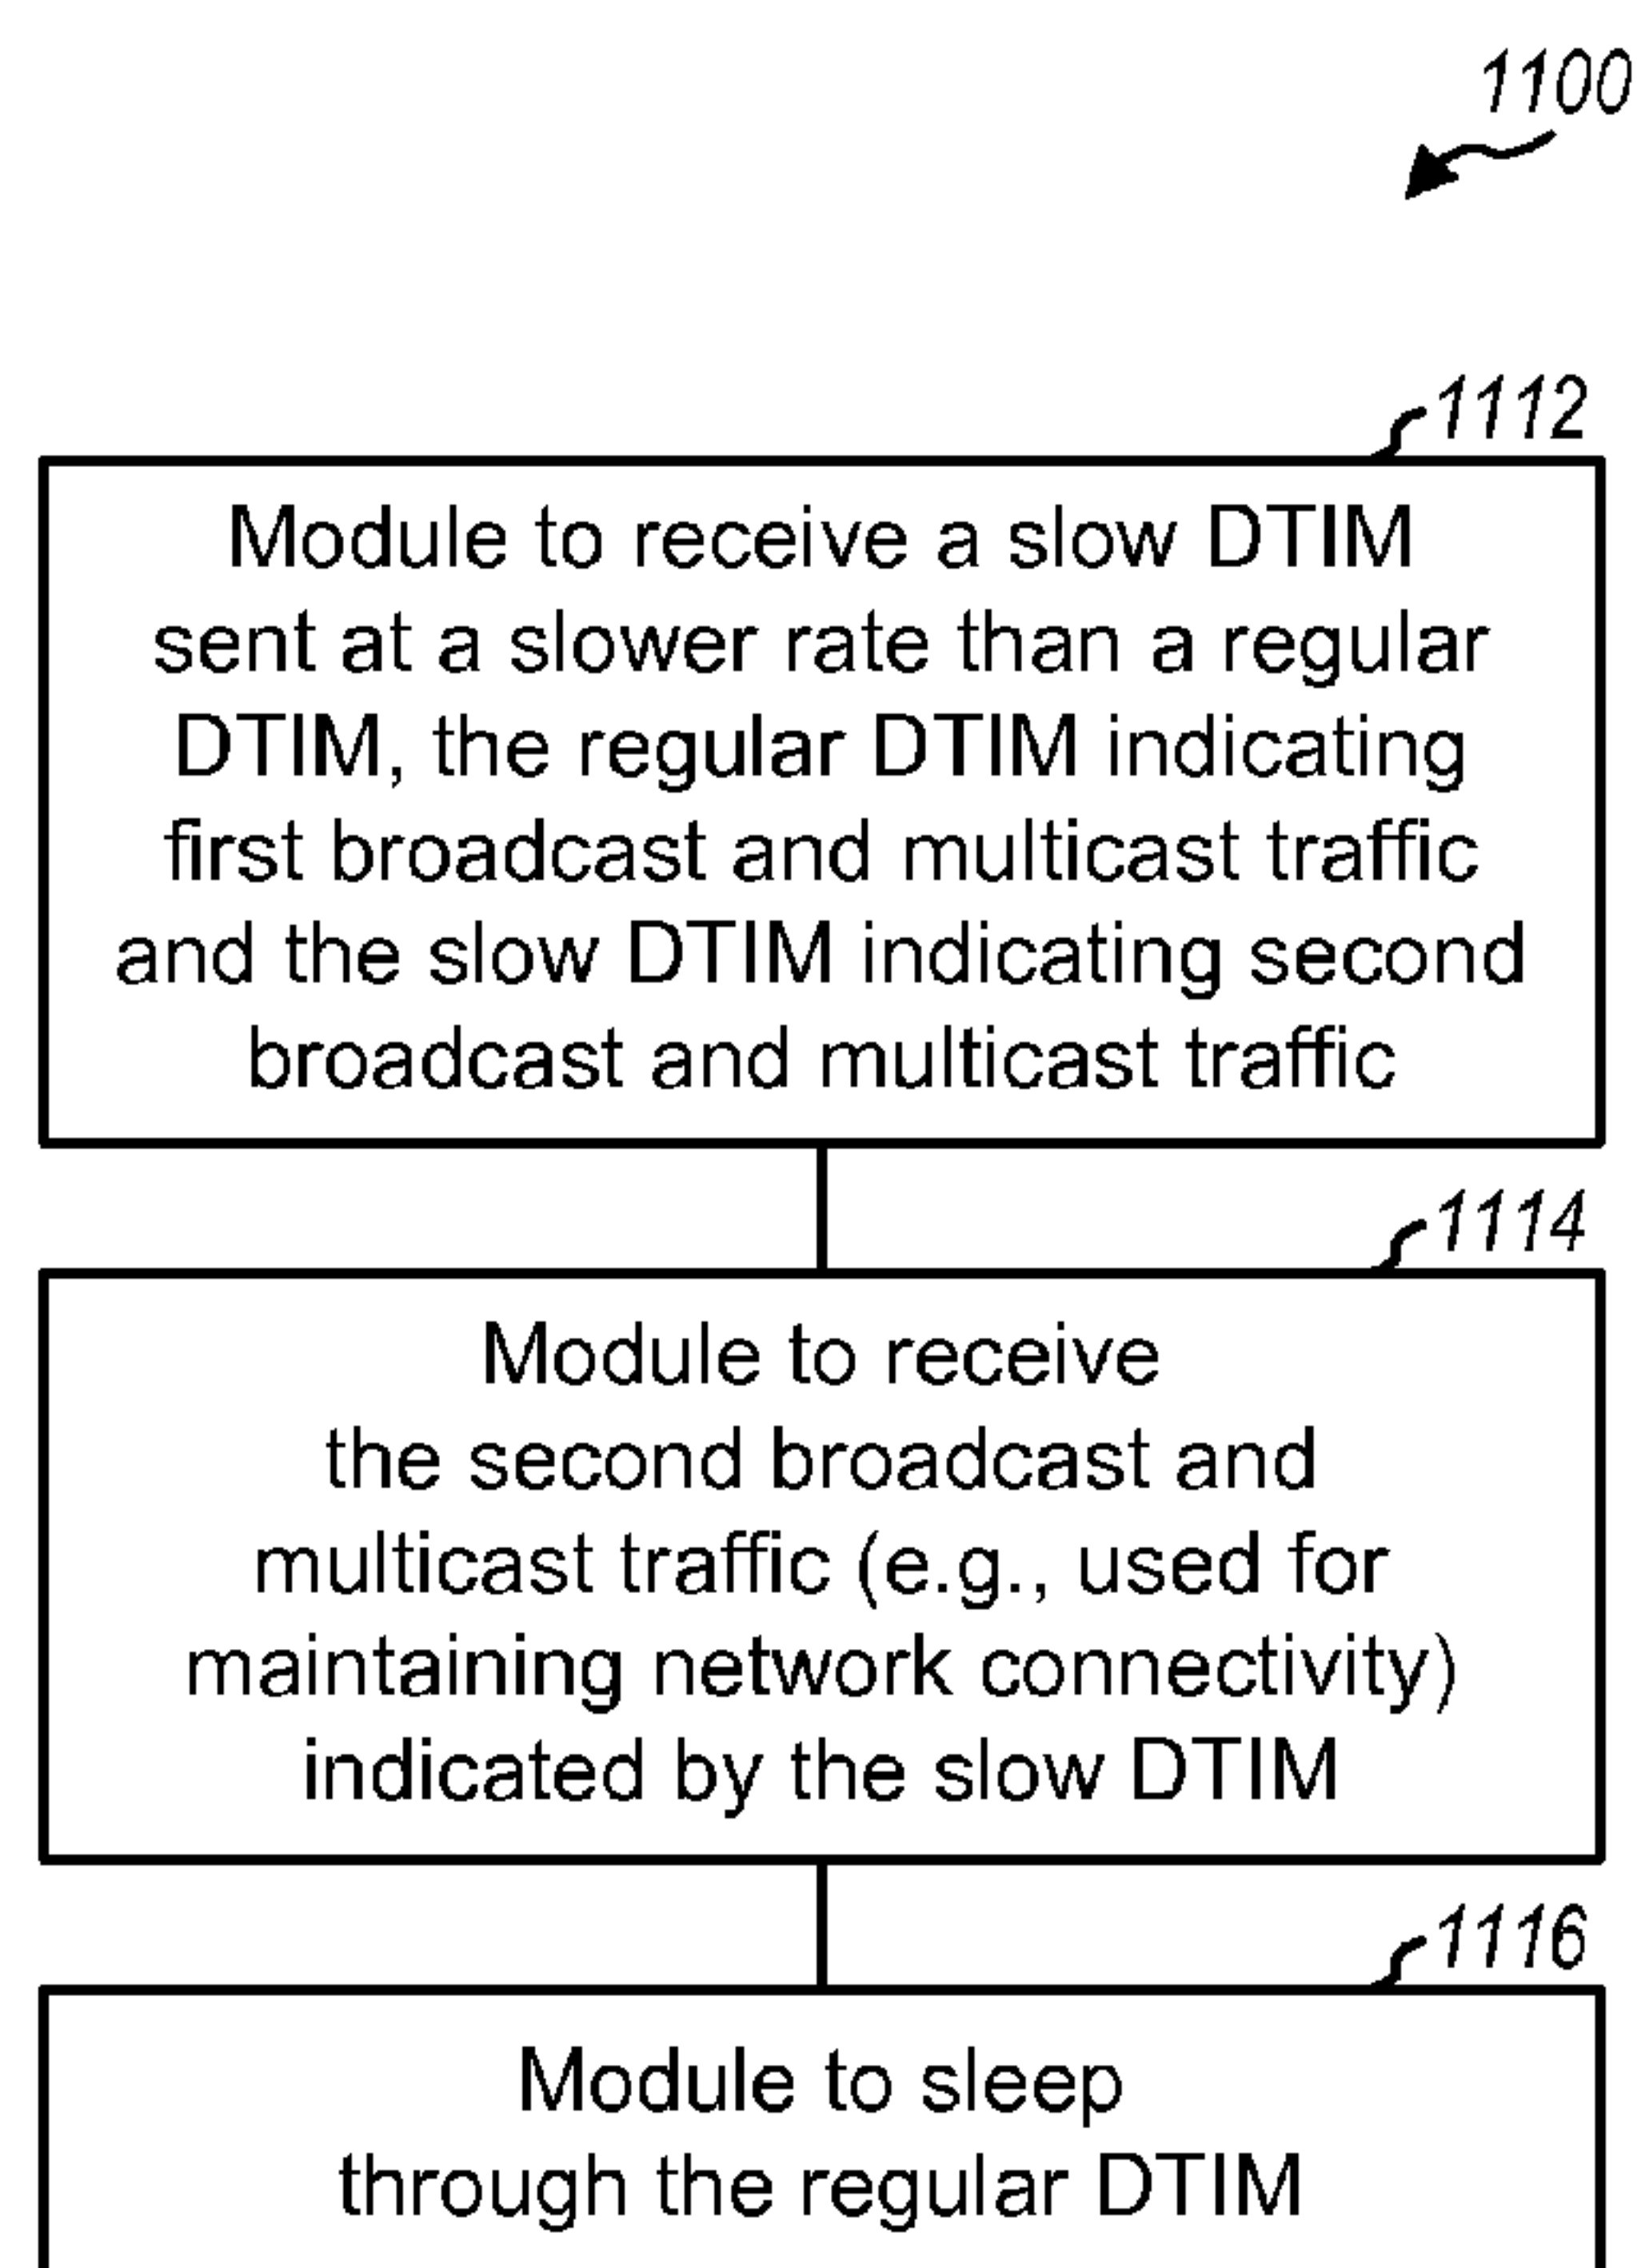 1100
1112
Module to receive a slow DTIM
sent at a slower rate than a regular
DTIM, the regular DTIM indicating
first broadcast and multicast traffic
and the slow DTIM indicating second
broadcast and multicast traffic
1114
Module to receive
the second broadcast and
multicast traffic (e.g., used for
maintaining network connectivity)
indicated by the slow DTIM
1116
Module to sleep
through the regular DTIM